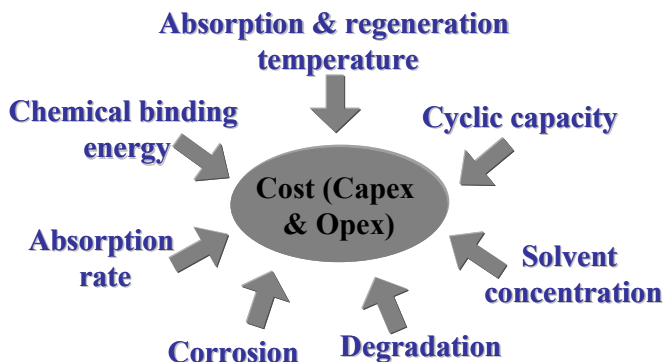 Absorption & regeneration
temperature
Chemical binding
energy
Cyclic capacity
Cost (Capex
& Opex)
Absorption
rate
Solvent
concentration
Corrosion
Degradation